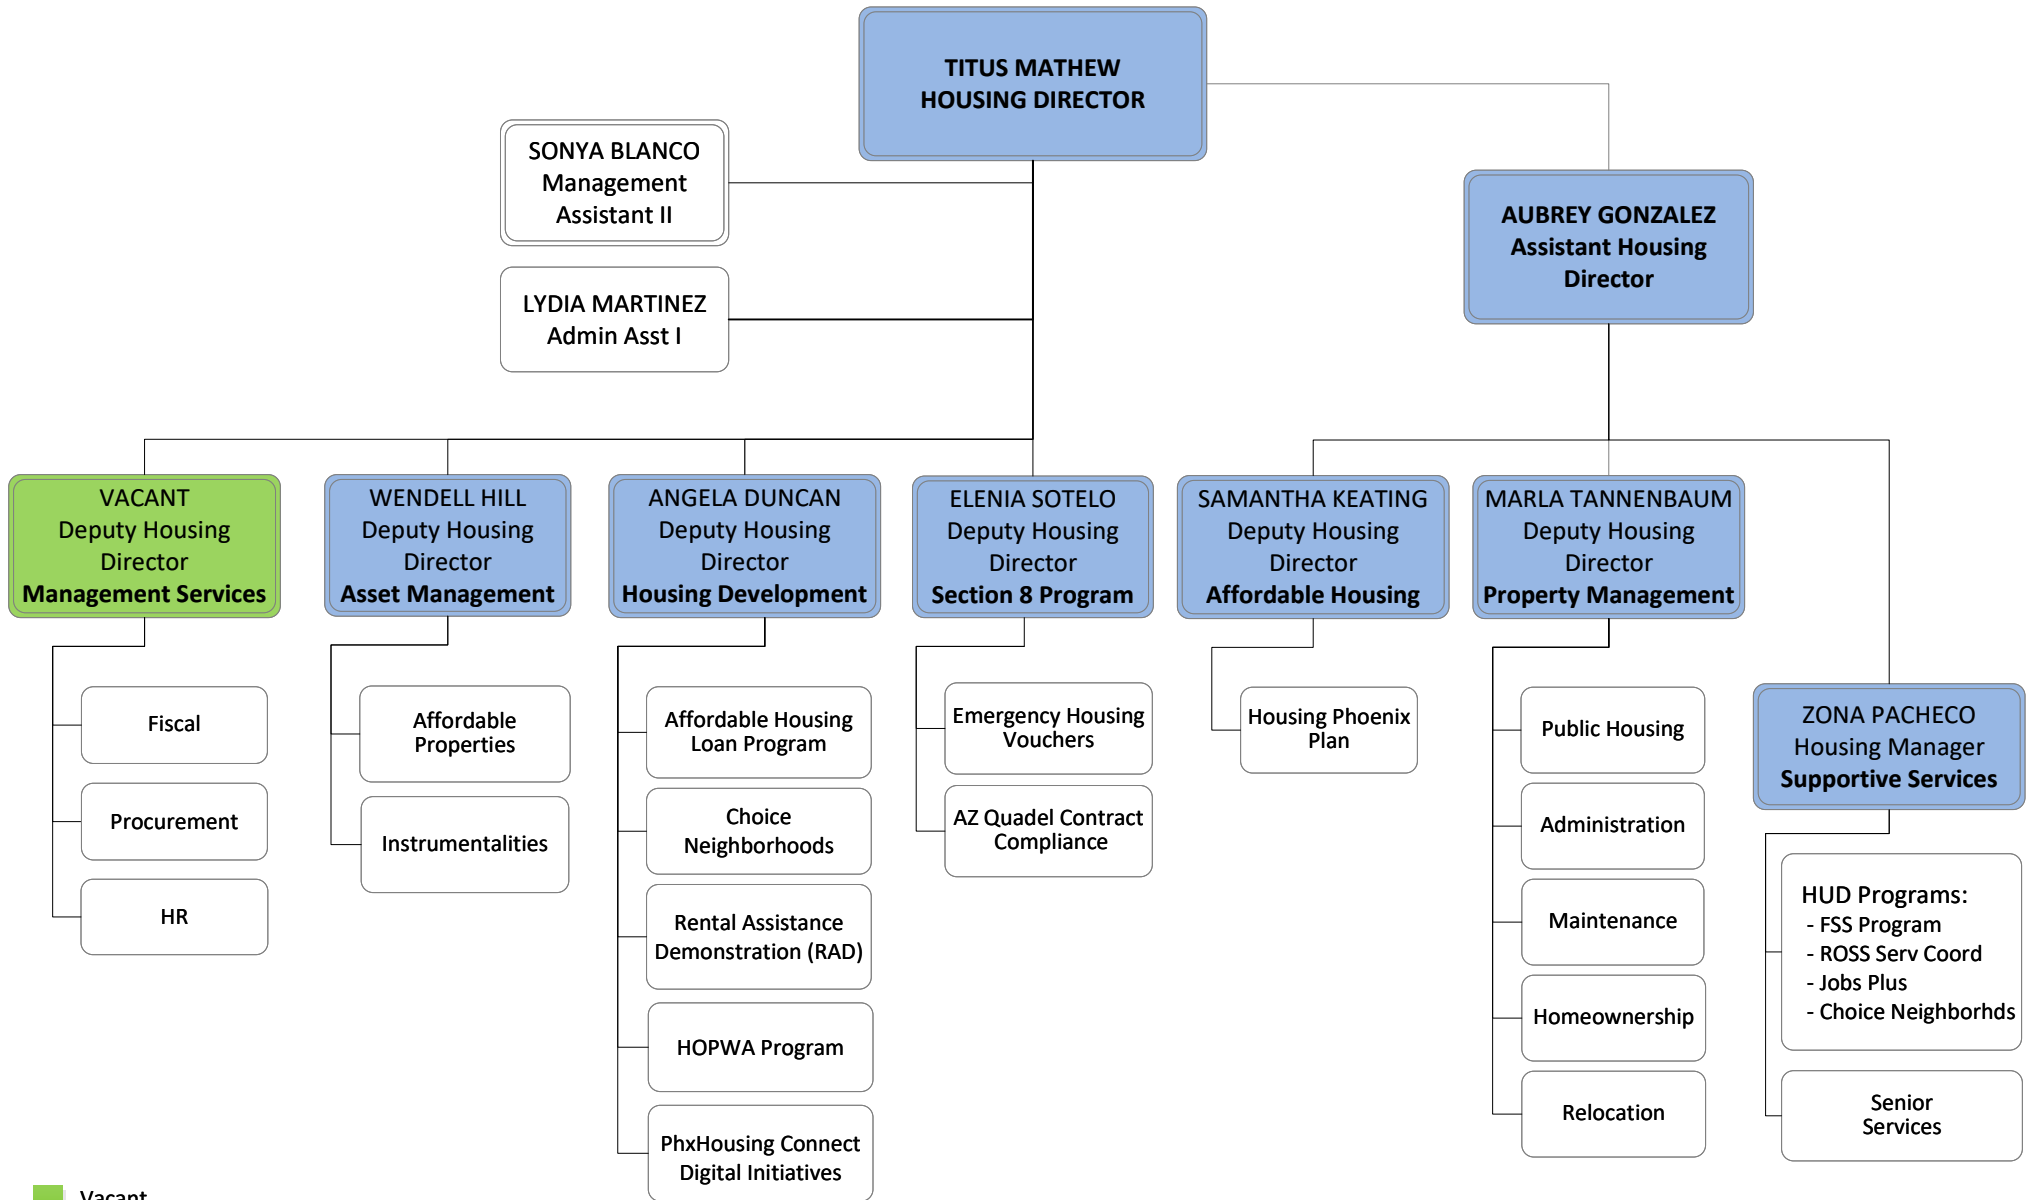 TITUS MATHEW
HOUSING DIRECTOR
SONYA BLANCO
Management
Assistant II
LYDIA MARTINEZ
Admin Asst I
AUBREY GONZALEZ
Assistant Housing
Director
VACANT
Deputy Housing
Director
Management Services
Fiscal
Procurement
HR
WENDELL HILL
Deputy Housing
Director
Asset Management
Affordable
Properties
Instrumentalities
ANGELA DUNCAN
Deputy Housing
Director
Housing Development
Affordable Housing
Loan Program
Choice
Neighborhoods
Rental Assistance
Demonstration (RAD)
HOPWA Program
PhxHousing Connect
Digital Initiatives
ELENIA SOTELO
Deputy Housing
Director
Section 8 Program
Emergency Housing
Vouchers
AZ Quadel Contract
Compliance
SAMANTHA KEATING
Deputy Housing
Director
Affordable Housing
Housing Phoenix
Plan
MARLA TANNENBAUM
Deputy Housing
Director
Property Management
Public Housing
Administration
Maintenance
Homeownership
Relocation
ZONA PACHECO
Housing Manager
Supportive Services
HUD Programs:
- FSS Program
- ROSS Serv Coord
- Jobs Plus
- Choice Neighborhds
Senior
Services
Vacant